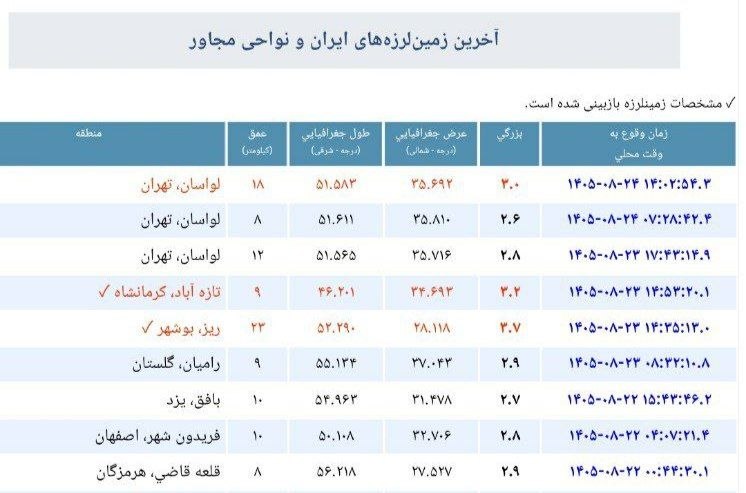 آخرین زمین‌لرزه‌های ایران و نواحی مجاور
✓ مشخصات زمینلرزه بازبینی شده است.
زمان وقوع به وقت محلي بزرگي عرض جغرافيايي (درجه - شمالی) طول جغرافيايي (درجه - شرقی) عمق (کیلومتر) منطقه
۱۴۰۵-۰۸-۲۴ ۱۴:۰۲:۵۴.۳ ۳.۰ ۳۵.۶۹۲ ۵۱.۵۸۳ ۱۸ لواسان، تهران
۱۴۰۵-۰۸-۲۴ ۰۷:۲۸:۴۲.۴ ۲.۶ ۳۵.۸۱۰ ۵۱.۶۱۱ ۸ لواسان، تهران
۱۴۰۵-۰۸-۲۳ ۱۷:۴۳:۱۴.۹ ۲.۸ ۳۵.۷۱۶ ۵۱.۵۶۵ ۱۲ لواسان، تهران
۱۴۰۵-۰۸-۲۳ ۱۴:۵۳:۲۰.۱ ۳.۲ ۳۴.۶۹۳ ۴۶.۲۰۱ ۹ تازه آباد، کرمانشاه ✓
۱۴۰۵-۰۸-۲۳ ۱۴:۳۵:۱۳.۰ ۳.۷ ۲۸.۱۱۸ ۵۲.۲۹۰ ۲۳ ریز، بوشهر ✓
۱۴۰۵-۰۸-۲۳ ۰۸:۳۲:۱۰.۸ ۲.۹ ۳۷.۰۴۳ ۵۵.۱۳۴ ۹ رامیان، گلستان
۱۴۰۵-۰۸-۲۲ ۱۵:۴۳:۴۶.۲ ۲.۷ ۳۱.۴۷۸ ۵۴.۹۶۳ ۱۰ بافق، یزد
۱۴۰۵-۰۸-۲۲ ۰۴:۰۷:۲۱.۴ ۲.۸ ۳۲.۷۰۶ ۵۰.۱۰۸ ۱۰ فریدون شهر، اصفهان
۱۴۰۵-۰۸-۲۲ ۰۰:۴۴:۳۰.۱ ۲.۹ ۲۷.۵۲۷ ۵۶.۲۱۸ ۸ قلعه قاضي، هرمزگان